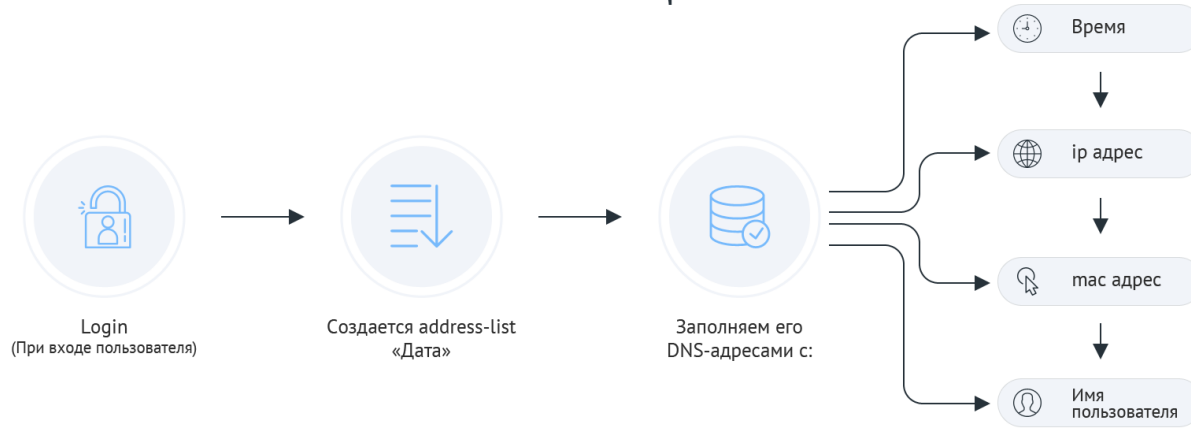 Login
(При входе пользователя)
Создается address-list
«Дата»
Заполняем его
DNS-адресами с:
Время
ip адрес
mac адрес
Имя
пользователя